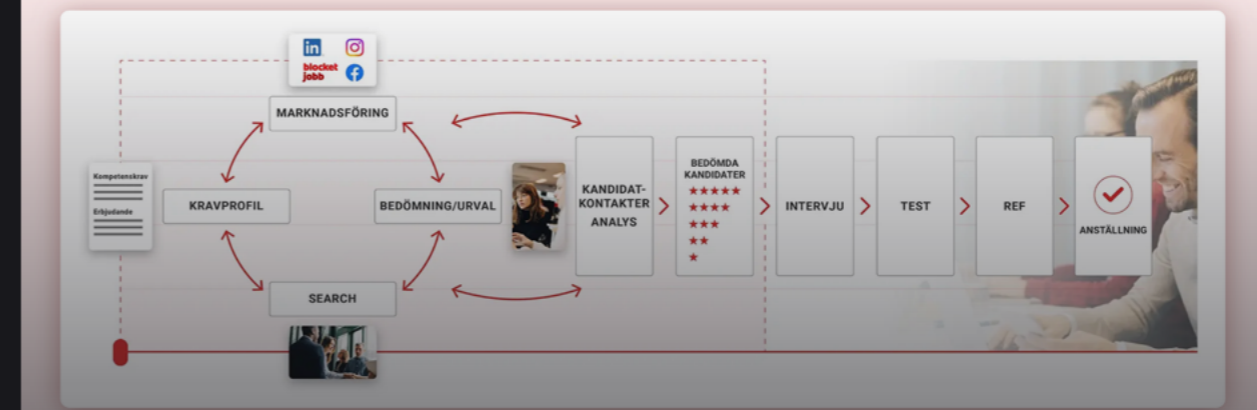 in
blocket
jobb
MARKNADSFÖRING
Kompetenskrav
Erbjudande
KRAVPROFIL
BEDÖMNING/URVAL
SEARCH
KANDIDAT-
KONTAKTER
ANALYS
BEDÖMDA
KANDIDATER
INTERVJU
TEST
REF
ANSTÄLLNING